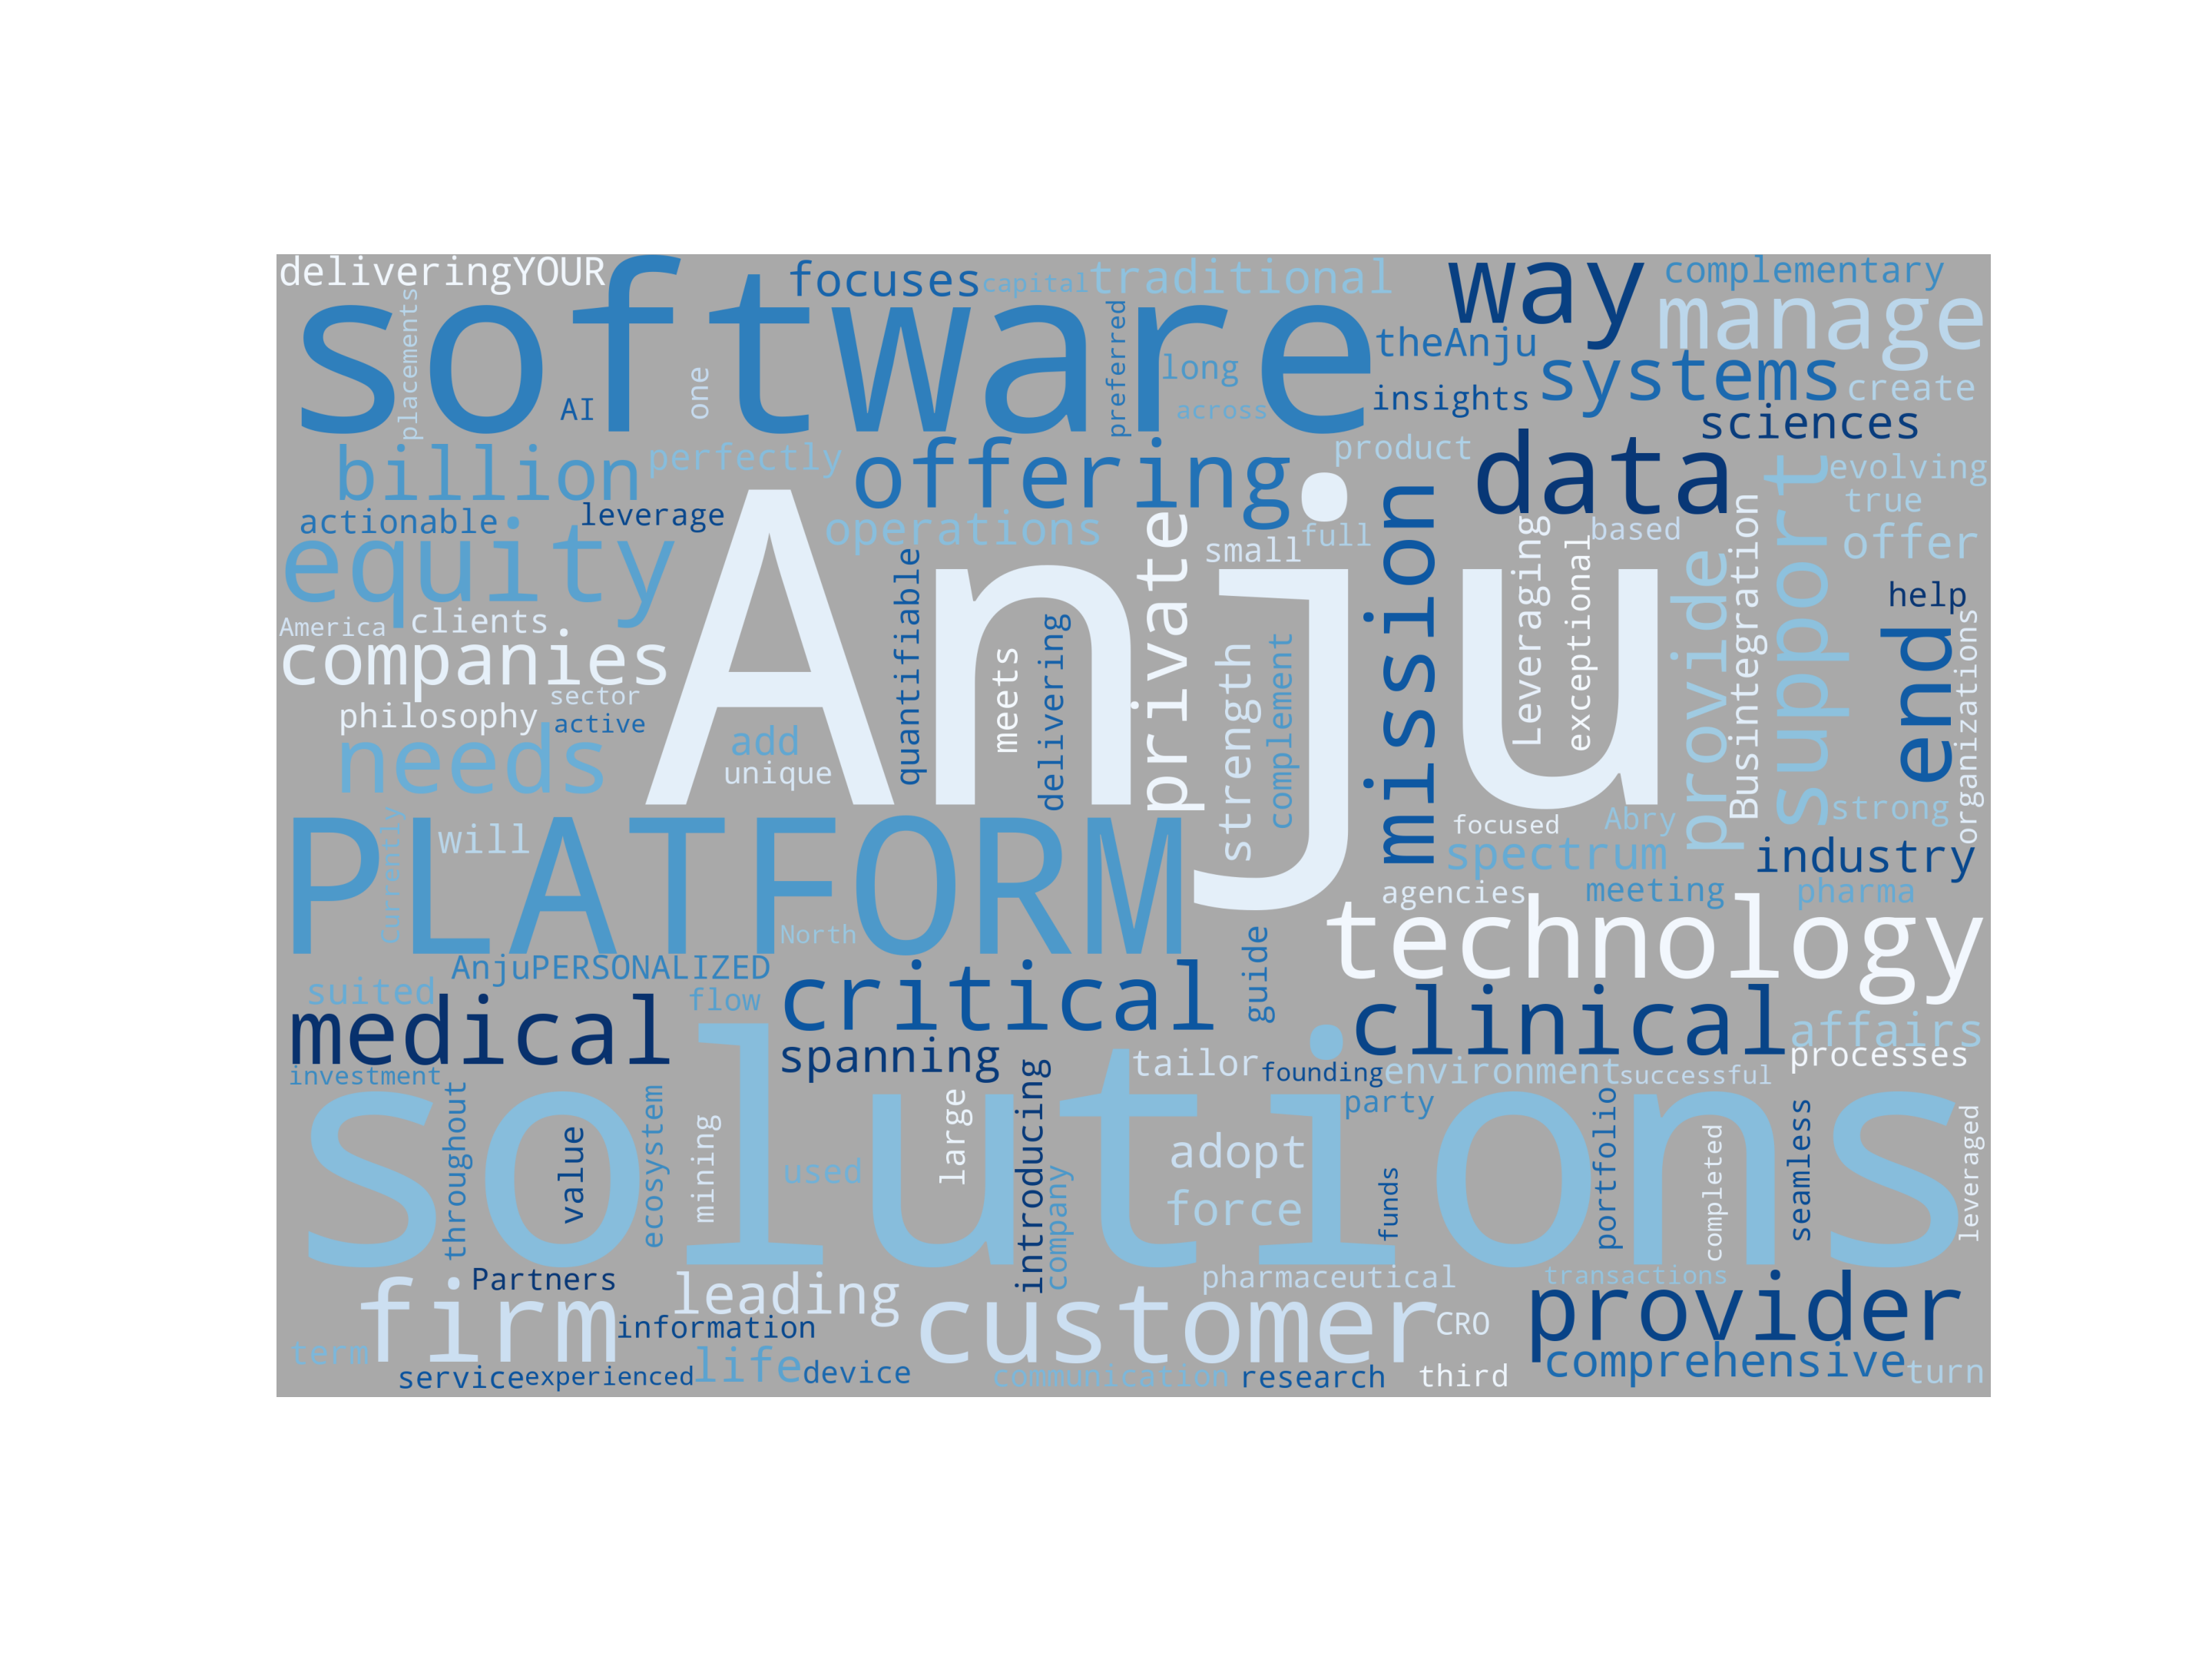 deliveringYOUR
focuses
capital
traditional
way
complementary
software
placements
manage
preferred
theAnju
long
systems
one
AI
across
insights
create
sciences
billion
perfectly
offering
product
data
evolving
actionable
leverage
operations
true
equity
private
small
full
mission
Leveraging
based
support
offer
Anju
quantifiable
exceptional
provide
Busintegration
help
America
clients
companies
meets
delivering
strength
complement
end
organizations
sector
philosophy
active
needs
add
unique
PLATFORM
Currently
will
focused
Abry
strong
spectrum
industry
North
agencies
meeting
pharma
technology
AnjuPERSONALIZED
suited
flow
critical
guide
medical
clinical
affairs
spanning
tailor
founding
environment
successful
processes
investment
solutions
throughout
value
ecosystem
mining
used
large
introducing
company
adopt
force
party
funds
portfolio
completed
seamless
leveraged
Partners
leading
pharmaceutical
transactions
firm
information
customer
CRO
provider
term
service
experienced
life
device
communication
research
third
comprehensive
turn